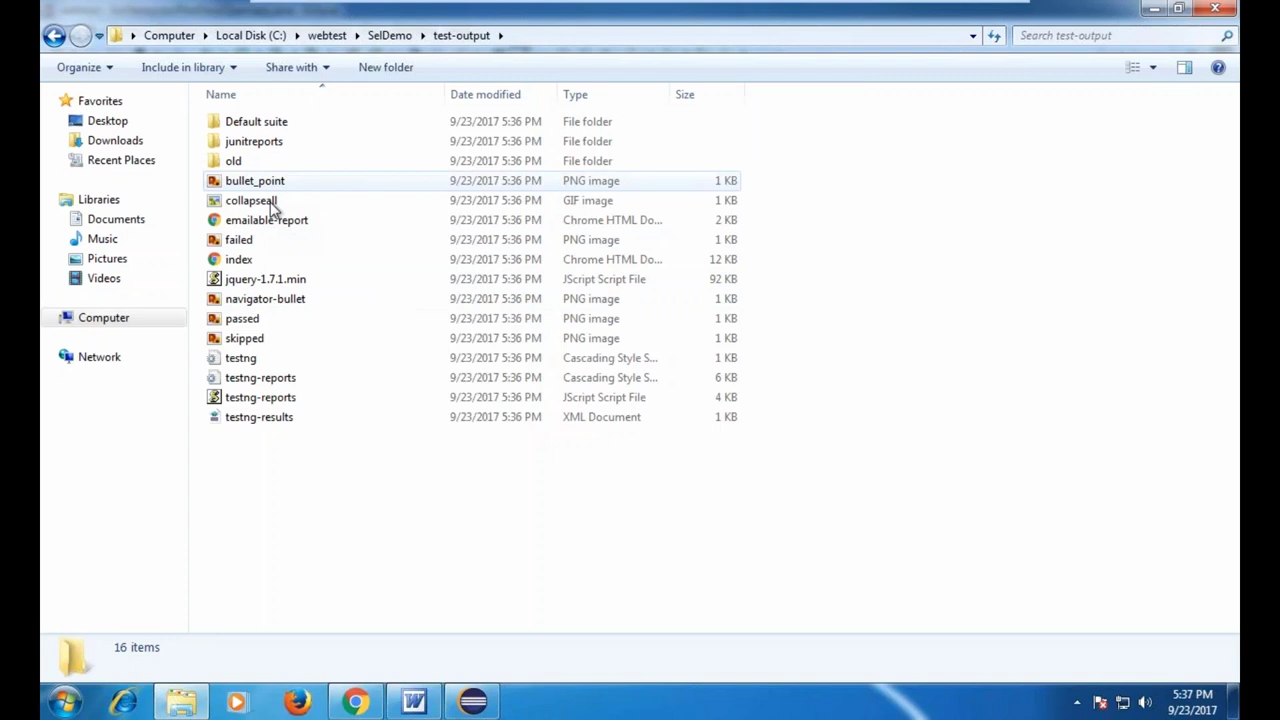 Computer Local Disk (C:) webtest SelDemo test-output Search test-output
Organize Include in library Share with New folder
Name Date modified Type Size
Favorites
Desktop
Downloads
Recent Places
Libraries
Documents
Music
Pictures
Videos
Computer
Network
Default suite 9/23/2017 5:36 PM File folder
junitreports 9/23/2017 5:36 PM File folder
old 9/23/2017 5:36 PM File folder
bullet_point 9/23/2017 5:36 PM PNG image 1 KB
collapseall 9/23/2017 5:36 PM GIF image 1 KB
emailable-report 9/23/2017 5:36 PM Chrome HTML Do... 2 KB
failed 9/23/2017 5:36 PM PNG image 1 KB
index 9/23/2017 5:36 PM Chrome HTML Do... 12 KB
jquery-1.7.1.min 9/23/2017 5:36 PM JScript Script File 92 KB
navigator-bullet 9/23/2017 5:36 PM PNG image 1 KB
passed 9/23/2017 5:36 PM PNG image 1 KB
skipped 9/23/2017 5:36 PM PNG image 1 KB
testng 9/23/2017 5:36 PM Cascading Style S... 1 KB
testng-reports 9/23/2017 5:36 PM Cascading Style S... 6 KB
testng-reports 9/23/2017 5:36 PM JScript Script File 4 KB
testng-results 9/23/2017 5:36 PM XML Document 1 KB
16 items
5:37 PM
9/23/2017